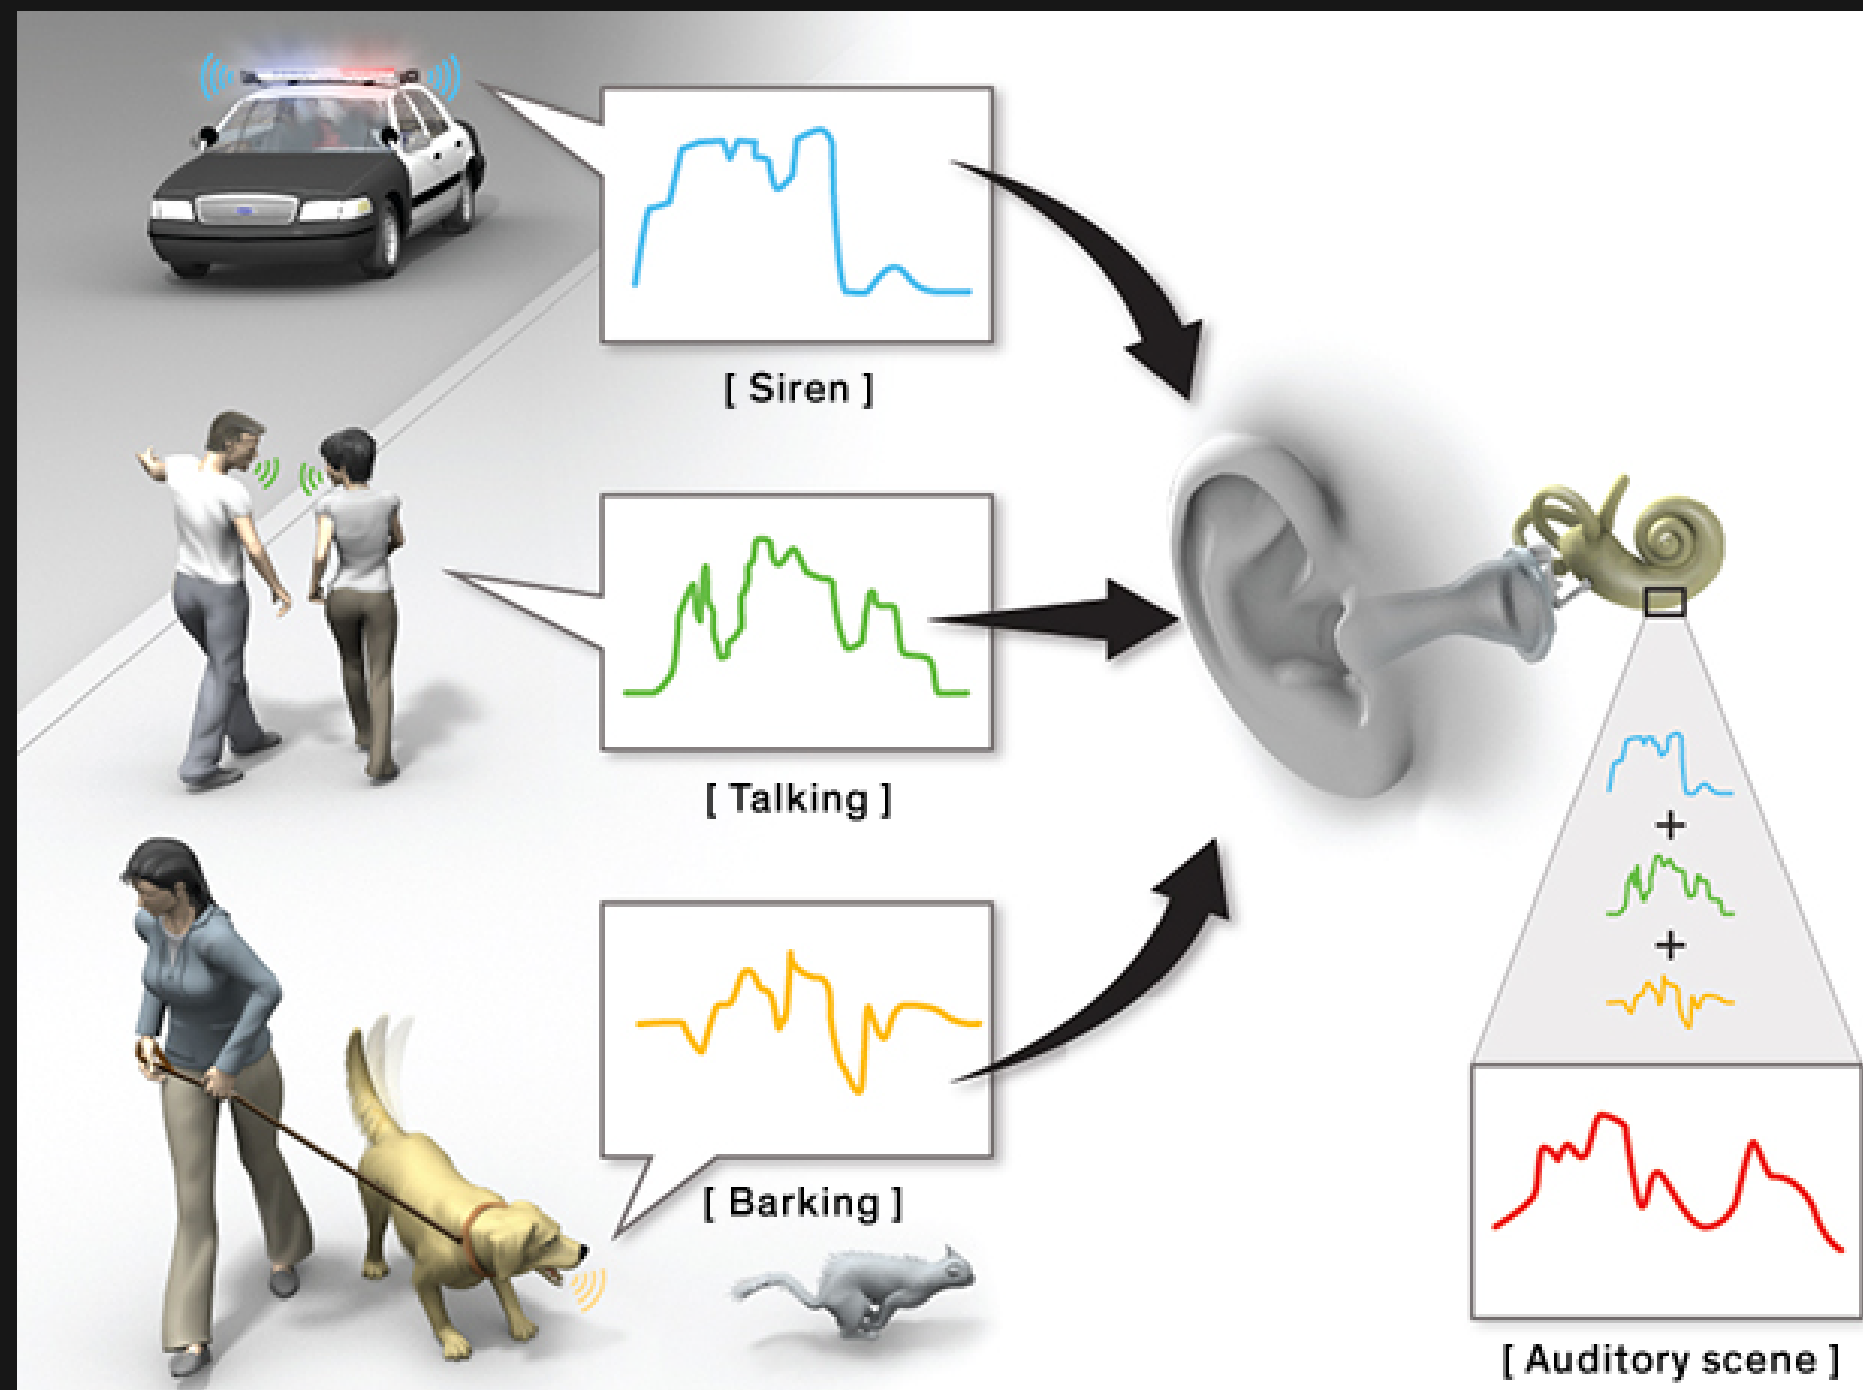 [ Siren ]
[ Talking ]
[ Barking ]
+
+
[ Auditory scene ]